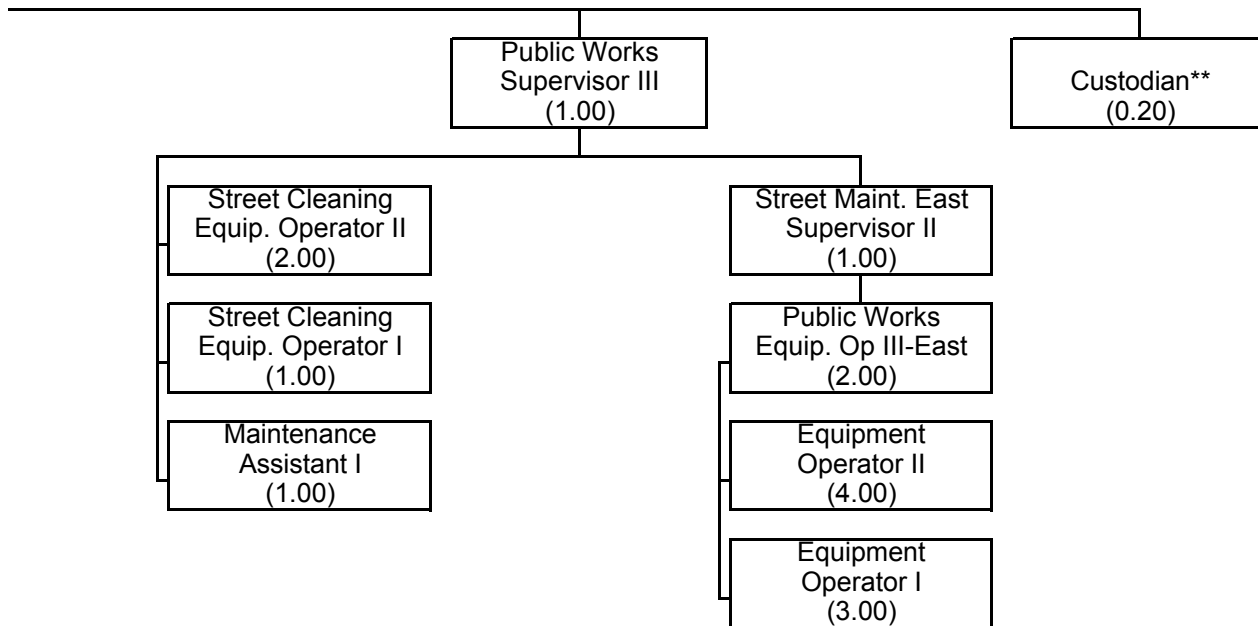 Public Works
Supervisor III
(1.00)
Custodian**
(0.20)
Street Cleaning
Equip. Operator II
(2.00)
Street Cleaning
Equip. Operator I
(1.00)
Maintenance
Assistant I
(1.00)
Street Maint. East
Supervisor II
(1.00)
Public Works
Equip. Op III-East
(2.00)
Equipment
Operator II
(4.00)
Equipment
Operator I
(3.00)